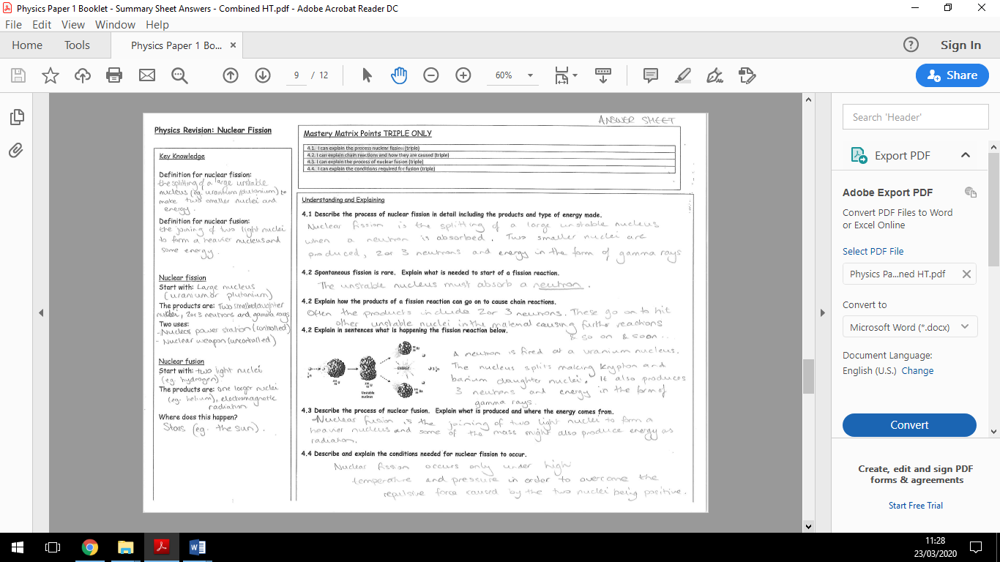 Physics Paper 1 Booklet - Summary Sheet Answers - Combined HT.pdf - Adobe Acrobat Reader DC
File Edit View Window Help
Home Tools Physics Paper 1 Bo... × Sign In
9 / 12 60% Share
ANSWER SHEET
Physics Revision: Nuclear Fission
Key Knowledge
Definition for nuclear fission:
the splitting of a large unstable
nucleus (eg. uranium/plutonium) to
make two smaller nuclei and
energy.
Definition for nuclear fusion:
the joining of two light nuclei
to form a heavier nucleus and
some energy.
Nuclear fission
Start with: Large nucleus
(uranium or plutonium)
The products are: Two small daughter
nuclei, 2 or 3 neutrons and gamma rays
Two uses:
- Nuclear power station (controlled)
- Nuclear weapon (uncontrolled)
Nuclear fusion
Start with: two light nuclei
(eg. hydrogen)
The products are: one larger nuclei
(eg. helium), electromagnetic
radiation
Where does this happen?
Stars (eg. the sun).
Mastery Matrix Points TRIPLE ONLY
4.1. I can explain the process nuclear fission (triple)
4.2. I can explain chain reactions and how they are caused (triple)
4.3. I can explain the process of nuclear fusion (triple)
4.4. I can explain the conditions required for fusion (triple)
Understanding and Explaining
4.1 Describe the process of nuclear fission in detail including the products and type of energy made.
Nuclear fission is the splitting of a large unstable nucleus
when a neutron is absorbed. Two smaller nuclei are
produced, 2 or 3 neutrons and energy in the form of gamma rays
4.2 Spontaneous fission is rare. Explain what is needed to start of a fission reaction.
The unstable nucleus must absorb a neutron.
4.2 Explain how the products of a fission reaction can go on to cause chain reactions.
Often the products include 2 or 3 neutrons. These go on to hit
other unstable nuclei in the material causing further reactions
& so on & so on...
4.2 Explain in sentences what is happening the fission reaction below.
ENERGY
Unstable
nucleus
A neutron is fired at a uranium nucleus.
The nucleus splits making krypton and
barium daughter nuclei. It also produces
3 neutrons and energy in the form of
gamma rays.
4.3 Describe the process of nuclear fusion. Explain what is produced and where the energy comes from.
Nuclear fusion is the joining of two light nuclei to form a
heavier nucleus and some of the mass might also produce energy as
radiation.
4.4 Describe and explain the conditions needed for nuclear fission to occur.
Nuclear fission occurs only under high
temperature and pressure in order to overcome the
repulsive force caused by the two nuclei being positive.
Search 'Header'
Export PDF
Adobe Export PDF
Convert PDF Files to Word
or Excel Online
Select PDF File
Physics Pa...ned HT.pdf
Convert to
Microsoft Word (*.docx)
Document Language:
English (U.S.) Change
Convert
Create, edit and sign PDF
forms & agreements
Start Free Trial
11:28
23/03/2020